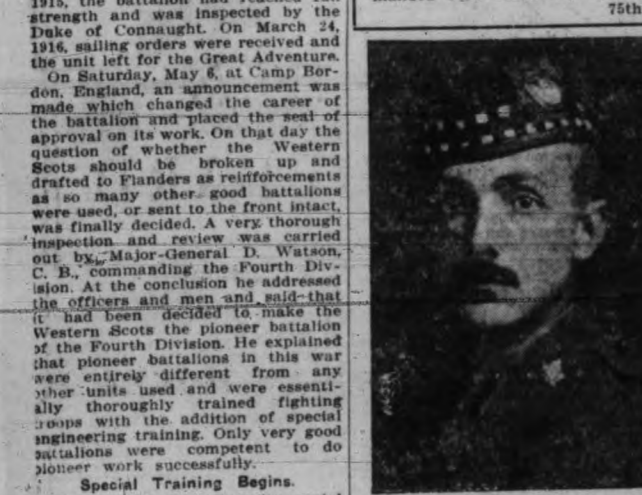 1915, the battalion had reached full
strength and was inspected by the
Duke of Connaught. On March 24,
1916, sailing orders were received and
the unit left for the Great Adventure.
On Saturday, May 6, at Camp Bor-
don, England, an announcement was
made which changed the career of
the battalion and placed the seal of
approval on its work. On that day the
question of whether the Western
Scots should be broken up and
drafted to Flanders as reinforcements
as so many other good battalions
were used, or sent to the front intact,
was finally decided. A very thorough
inspection and review was carried
out by Major-General D. Watson,
C. B., commanding the Fourth Div-
ision. At the conclusion he addressed
the officers and men and said that
it had been decided to make the
Western Scots the pioneer battalion
of the Fourth Division. He explained
that pioneer battalions in this war
were entirely different from any
other units used and were essenti-
ally thoroughly trained fighting
troops with the addition of special
engineering training. Only very good
battalions were competent to do
pioneer work successfully.
Special Training Begins.
75th